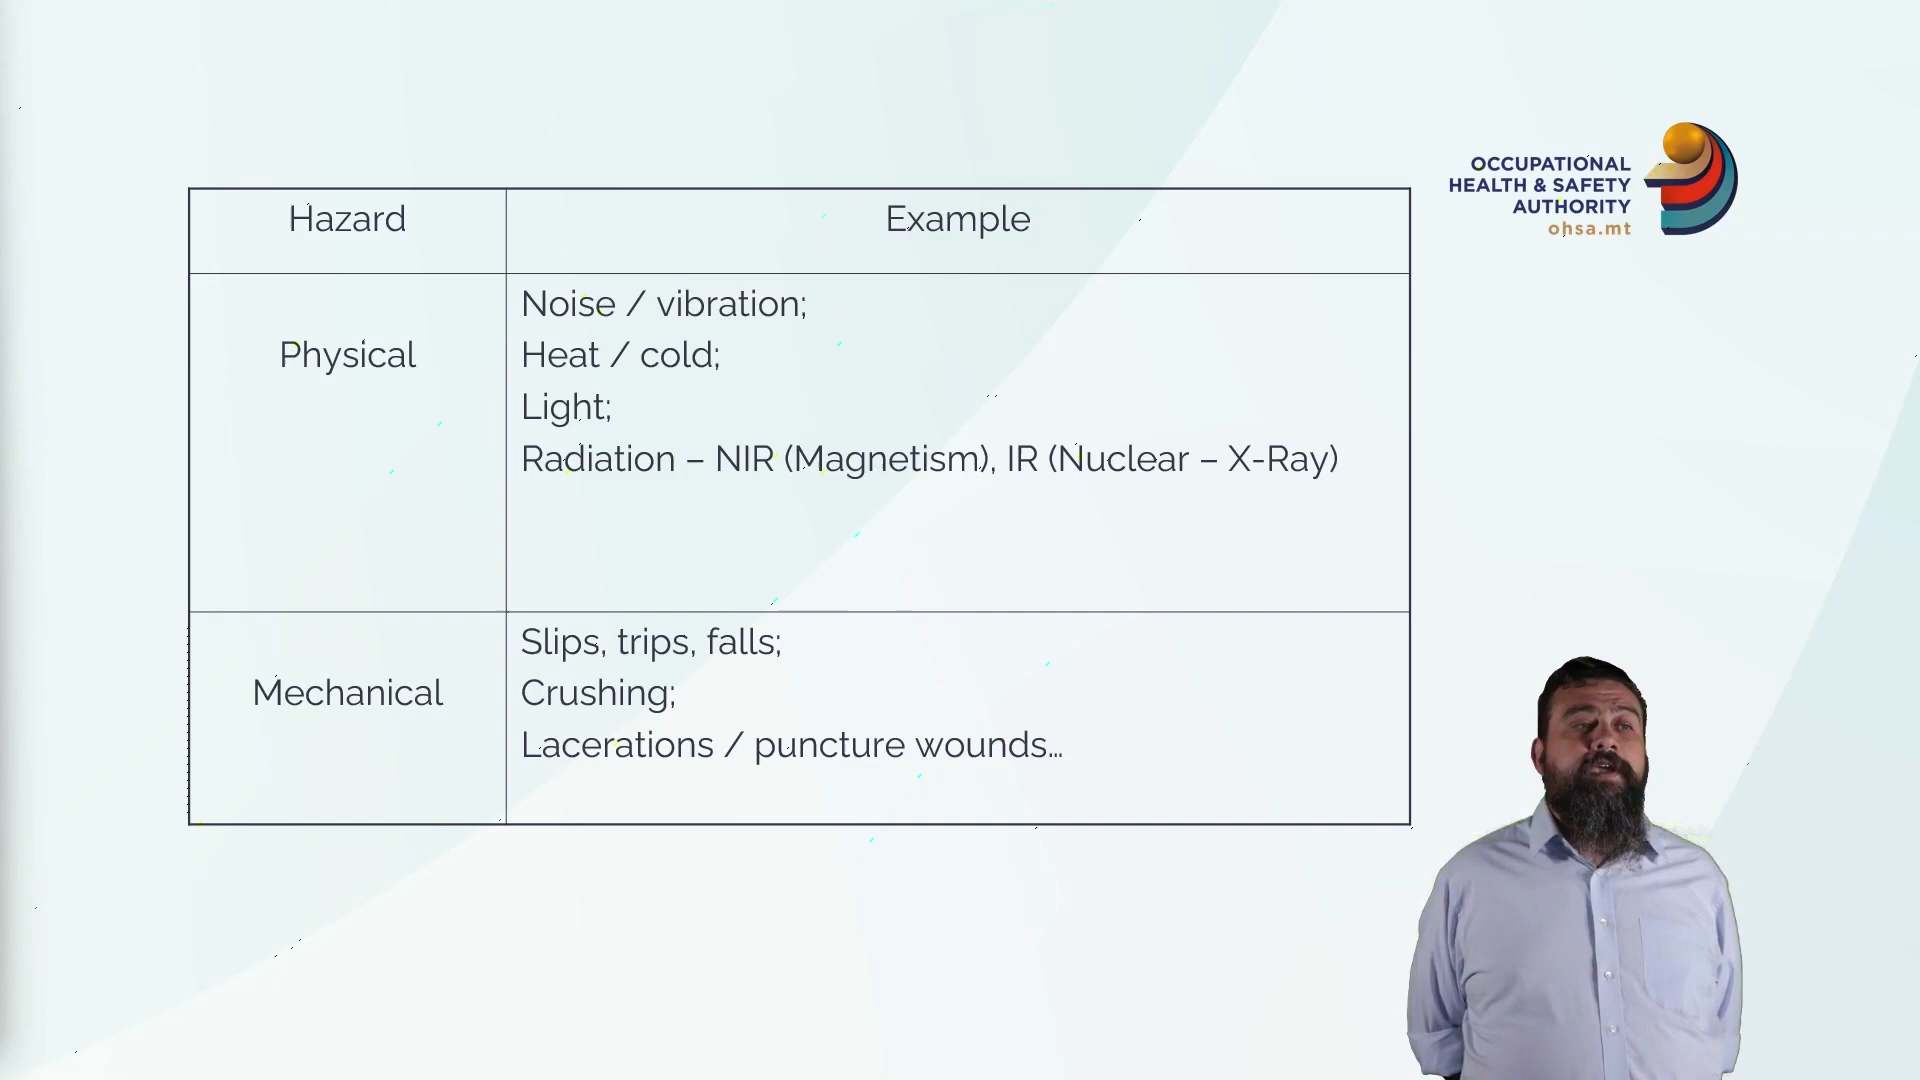 OCCUPATIONAL
HEALTH & SAFETY
AUTHORITY
ohsa.mt
Hazard
Example
Physical
Noise / vibration;
Heat / cold;
Light;
Radiation – NIR (Magnetism), IR (Nuclear – X-Ray)
Mechanical
Slips, trips, falls;
Crushing;
Lacerations / puncture wounds...